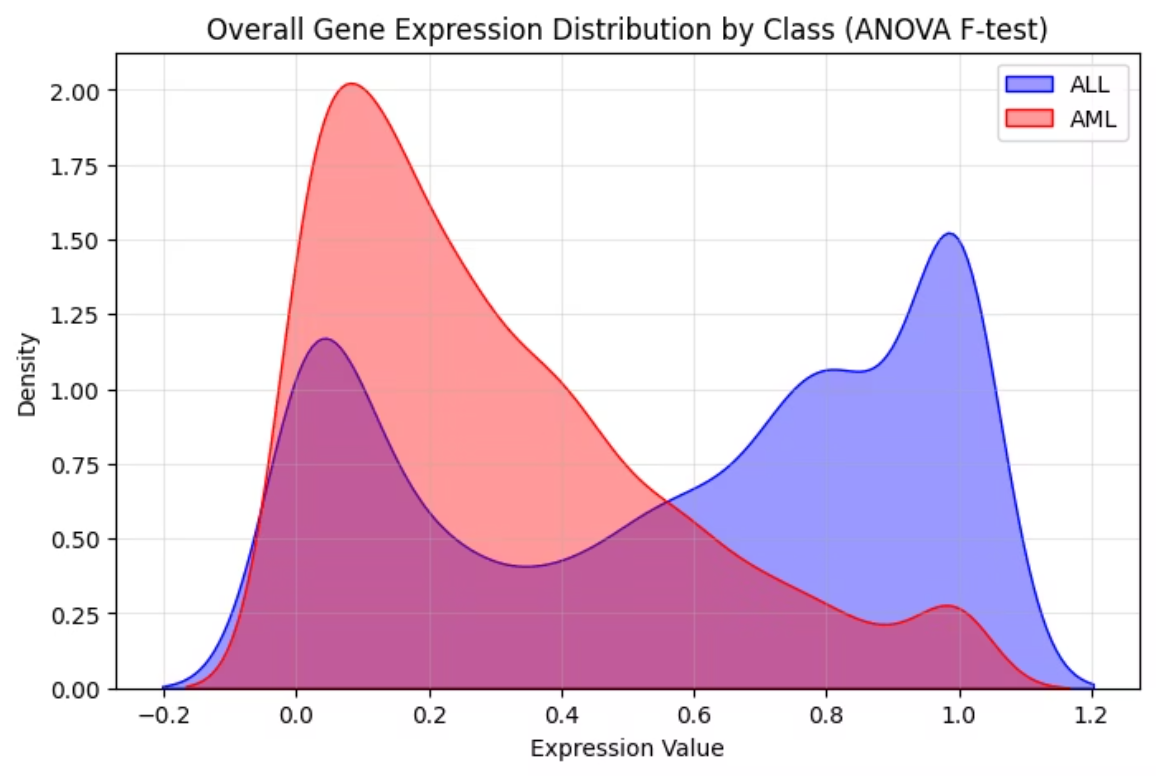 Overall Gene Expression Distribution by Class (ANOVA F-test)
ALL
AML
Density
2.00
1.75
1.50
1.25
1.00
0.75
0.50
0.25
0.00
−0.2 0.0 0.2 0.4 0.6 0.8 1.0 1.2
Expression Value